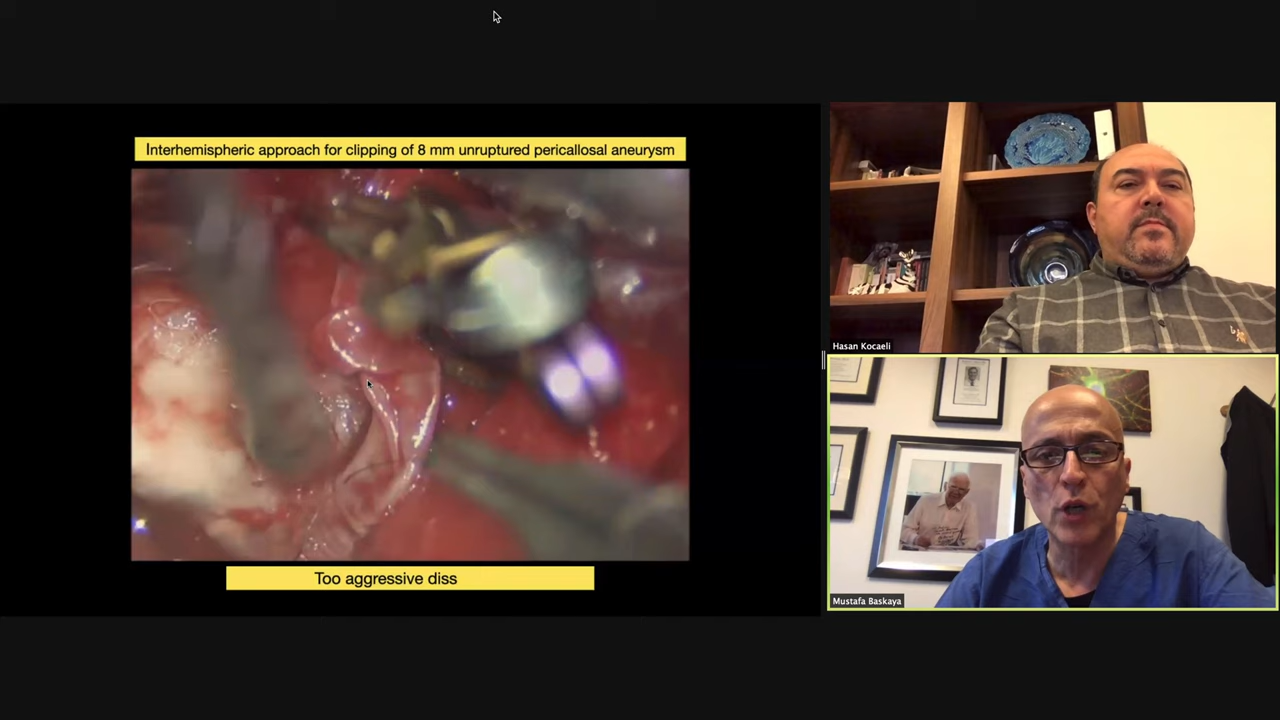 Interhemispheric approach for clipping of 8 mm unruptured pericallosal aneurysm
Too aggressive diss
Hasan Kocaeli
Mustafa Baskaya